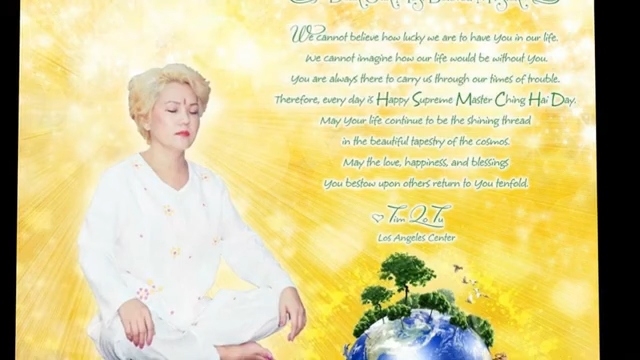 We cannot believe how lucky we are to have You in our life.
We cannot imagine how our life would be without You.
You are always there to carry us through our times of trouble.
Therefore, every day is Happy Supreme Master Ching Hai Day,
May Your life continue to be the shining thread
in the beautiful tapestry of the cosmos.
May the love, happiness, and blessings
You bestow upon others return to You tenfold.
Tim Qo Tu
Los Angeles Center